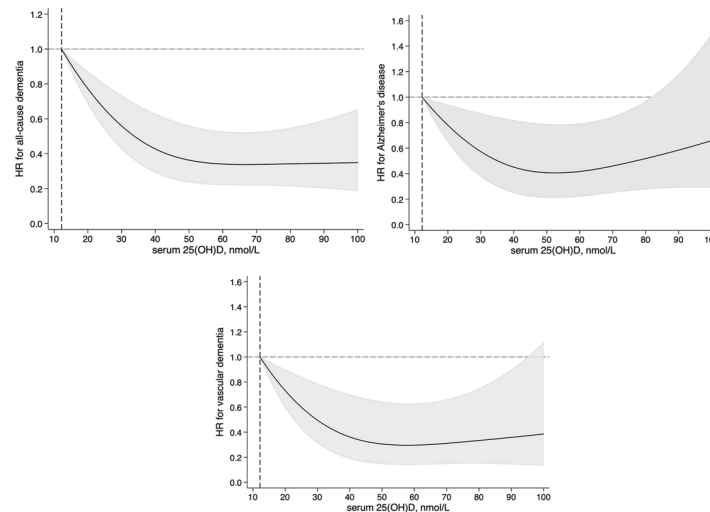 HR for all-cause dementia
1.2
1.0
0.8
0.6
0.4
0.2
0.0
10 20 30 40 50 60 70 80 90 100
serum 25(OH)D, nmol/L
HR for Alzheimer's disease
1.6
1.4
1.2
1.0
0.8
0.6
0.4
0.2
0.0
10 20 30 40 50 60 70 80 90
serum 25(OH)D, nmol/L
HR for vascular dementia
1.6
1.4
1.2
1.0
0.8
0.6
0.4
0.2
0.0
10 20 30 40 50 60 70 80 90 100
serum 25(OH)D, nmol/L